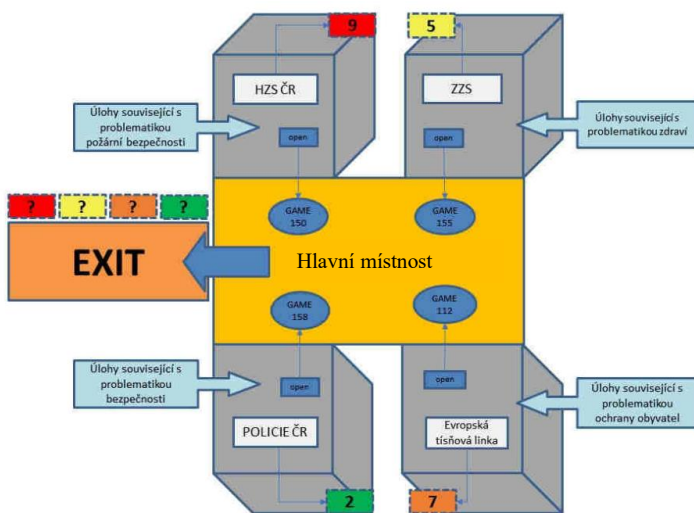 9
5
HZS ČR
ZZS
Úlohy související s
problematikou
požární bezpečnosti
open
open
Úlohy související s
problematikou zdraví
? ? ? ?
GAME
150
GAME
155
EXIT
Hlavní místnost
GAME
158
GAME
112
Úlohy související s
problematikou
bezpečnosti
open
open
Úlohy související s
problematikou
ochrany obyvatel
POLICIE ČR
Evropská
tísňová linka
2
7